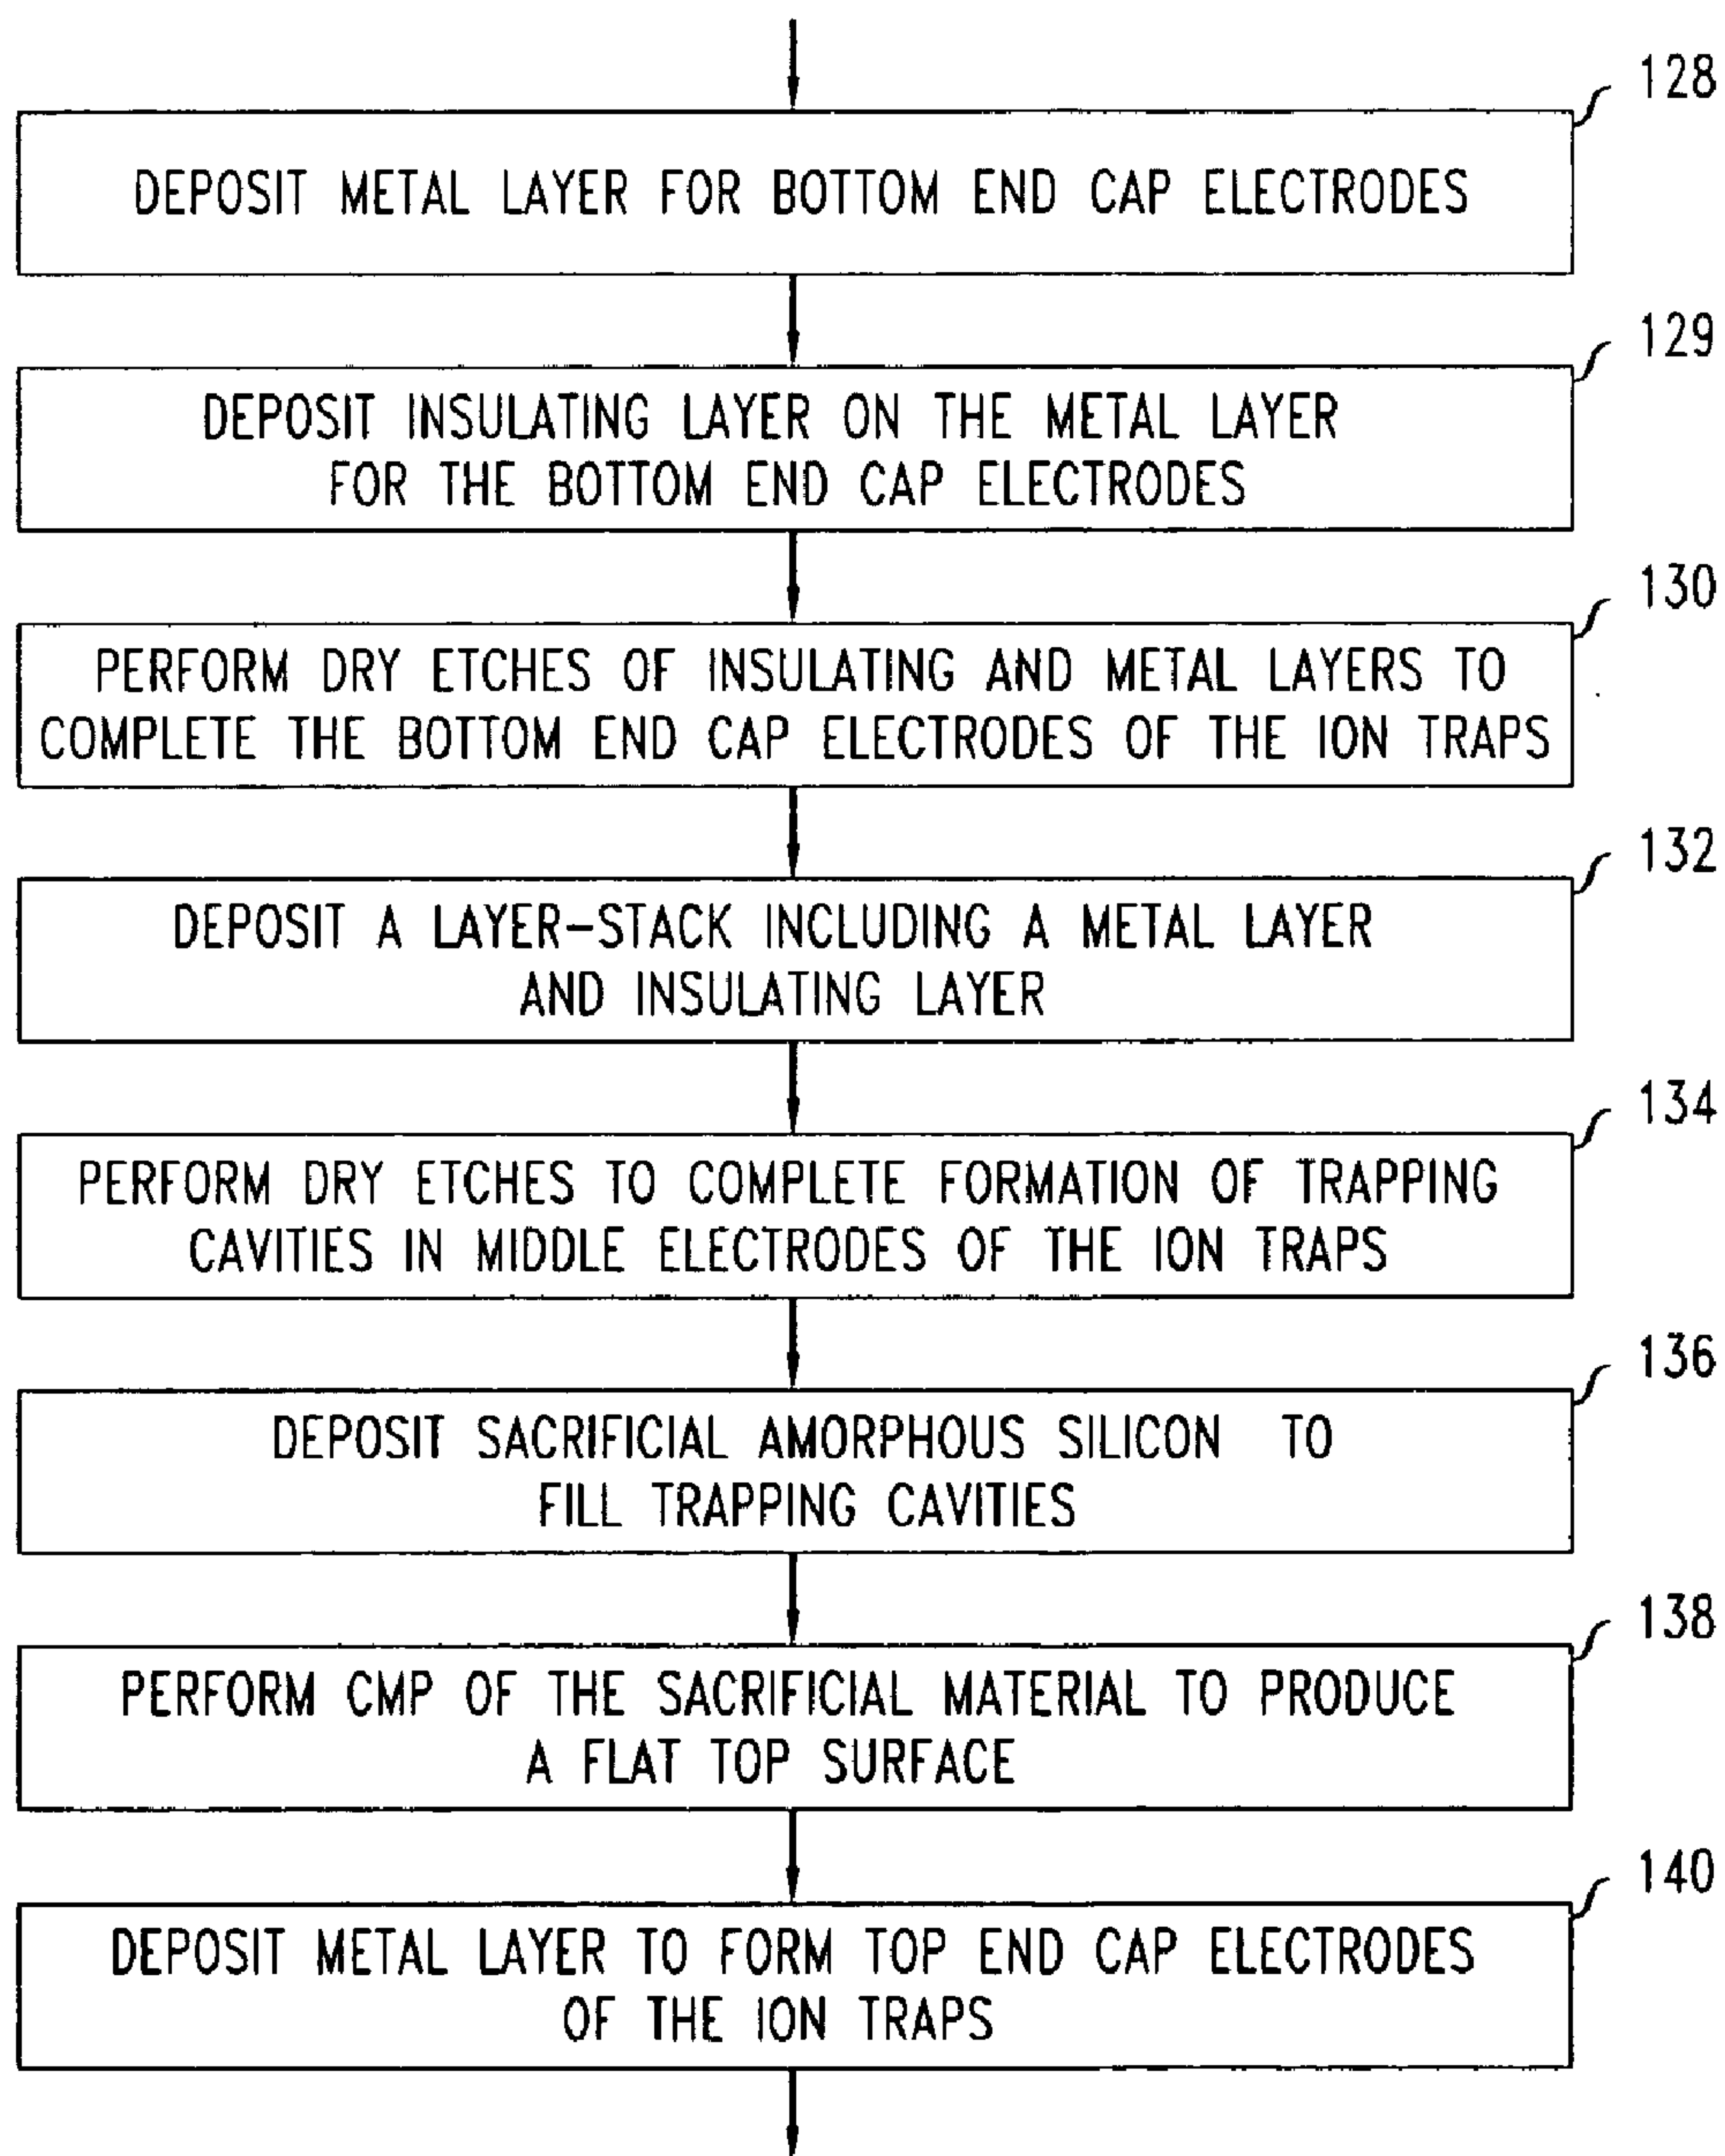 128
DEPOSIT METAL LAYER FOR BOTTOM END CAP ELECTRODES
129
DEPOSIT INSULATING LAYER ON THE METAL LAYER
FOR THE BOTTOM END CAP ELECTRODES
130
PERFORM DRY ETCHES OF INSULATING AND METAL LAYERS TO
COMPLETE THE BOTTOM END CAP ELECTRODES OF THE ION TRAPS
132
DEPOSIT A LAYER-STACK INCLUDING A METAL LAYER
AND INSULATING LAYER
134
PERFORM DRY ETCHES TO COMPLETE FORMATION OF TRAPPING
CAVITIES IN MIDDLE ELECTRODES OF THE ION TRAPS
136
DEPOSIT SACRIFICIAL AMORPHOUS SILICON TO
FILL TRAPPING CAVITIES
138
PERFORM CMP OF THE SACRIFICIAL MATERIAL TO PRODUCE
A FLAT TOP SURFACE
140
DEPOSIT METAL LAYER TO FORM TOP END CAP ELECTRODES
OF THE ION TRAPS